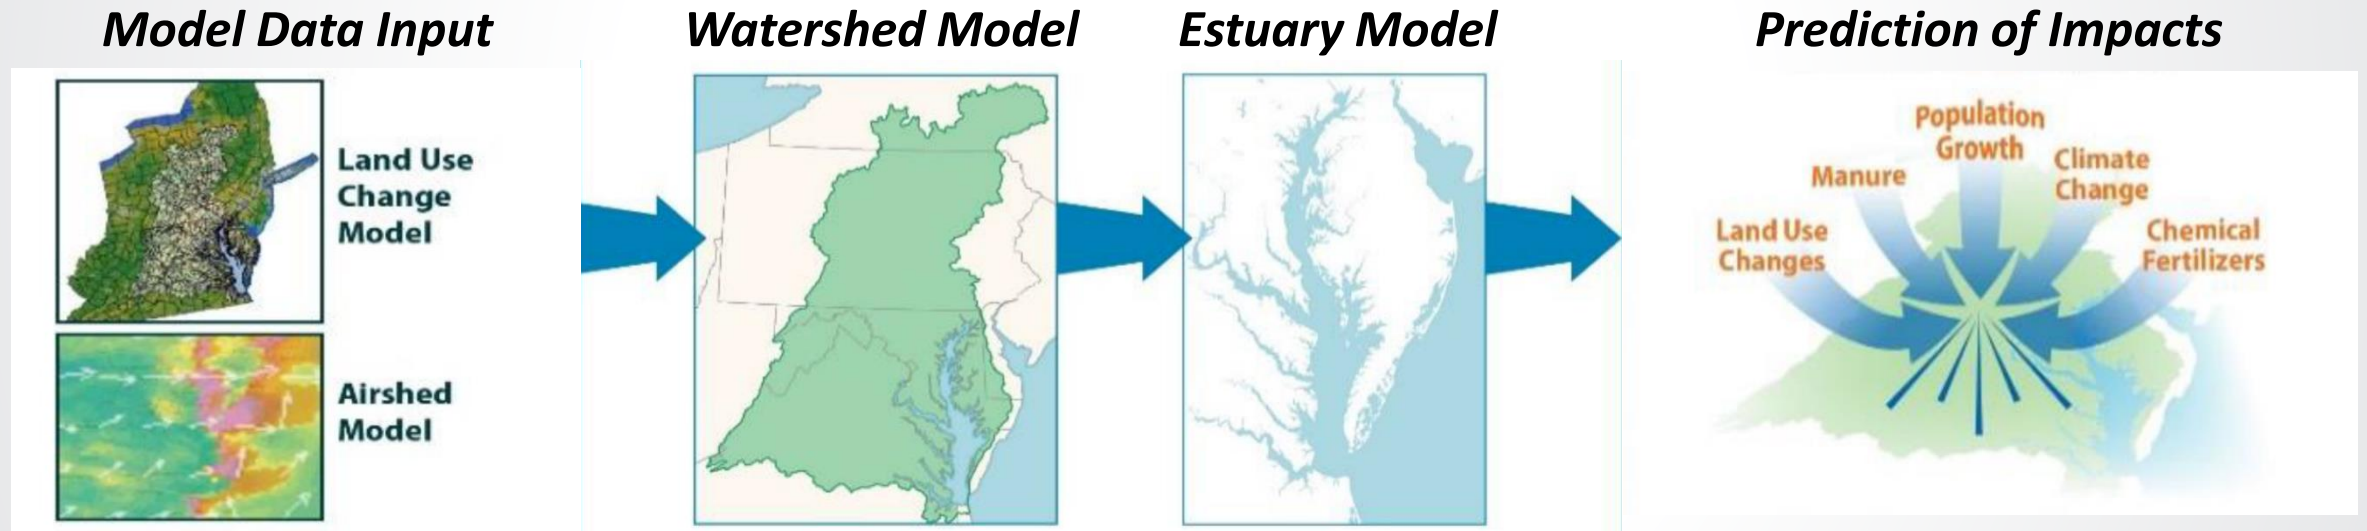 Model Data Input
Watershed Model
Estuary Model
Prediction of Impacts
Land Use
Change
Model
Airshed
Model
Population
Growth
Manure
Climate
Change
Land Use
Changes
Chemical
Fertilizers